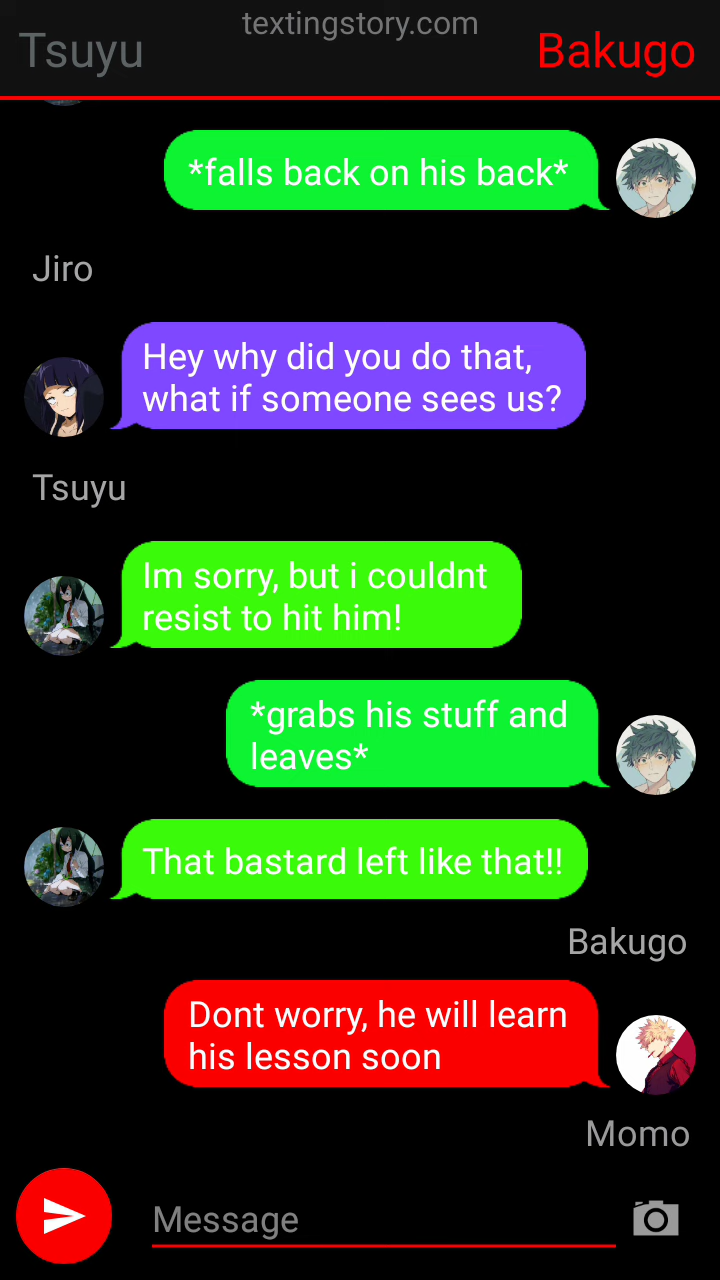 textingstory.com
Tsuyu
Bakugo
*falls back on his back*
Jiro
Hey why did you do that,
what if someone sees us?
Tsuyu
Im sorry, but i couldnt
resist to hit him!
*grabs his stuff and
leaves*
That bastard left like that!!
Bakugo
Dont worry, he will learn
his lesson soon
Momo
Message